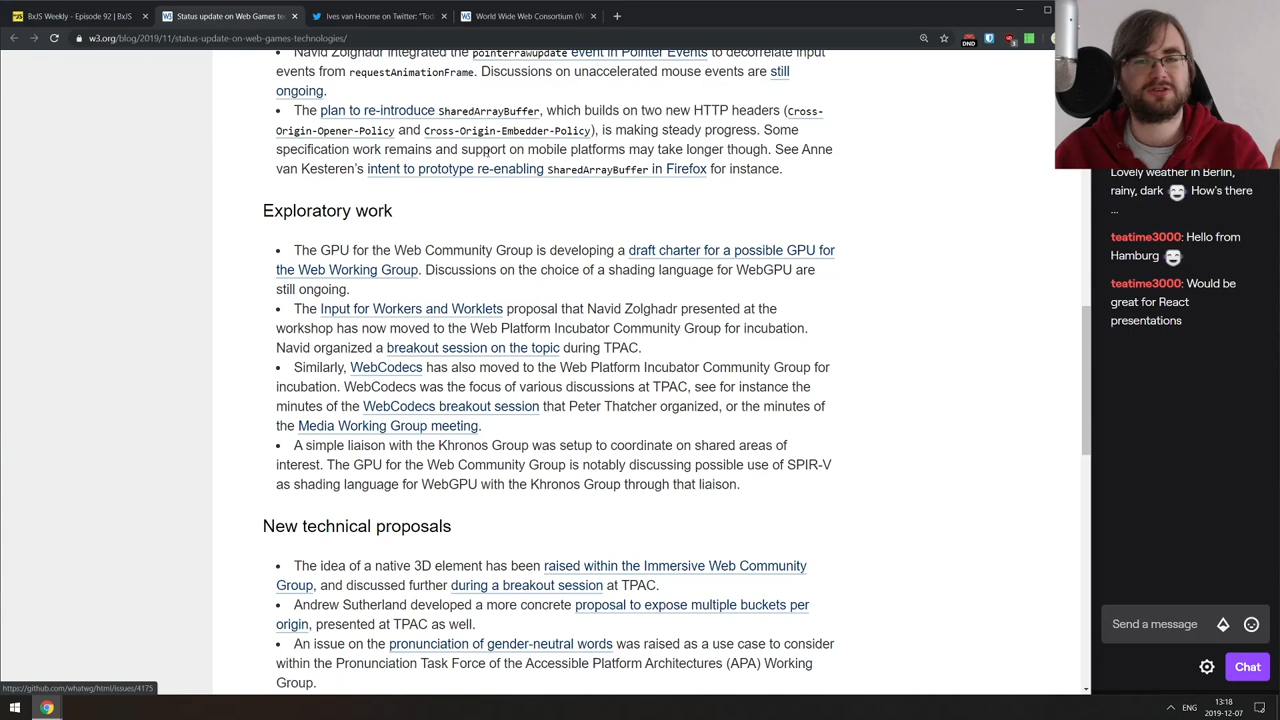 BxJS Weekly - Episode 92 | BxJS
Status update on Web Games te
Ives van Hoorne on Twitter: "Tod
World Wide Web Consortium (W
w3.org/blog/2019/11/status-update-on-web-games-technologies/
Navid Zolghadr integrated the pointerrawupdate event in Pointer Events to decorrelate input
events from requestAnimationFrame. Discussions on unaccelerated mouse events are still
ongoing.
The plan to re-introduce SharedArrayBuffer, which builds on two new HTTP headers (Cross-
Origin-Opener-Policy and Cross-Origin-Embedder-Policy), is making steady progress. Some
specification work remains and support on mobile platforms may take longer though. See Anne
van Kesteren’s intent to prototype re-enabling SharedArrayBuffer in Firefox for instance.
Exploratory work
The GPU for the Web Community Group is developing a draft charter for a possible GPU for
the Web Working Group. Discussions on the choice of a shading language for WebGPU are
still ongoing.
The Input for Workers and Worklets proposal that Navid Zolghadr presented at the
workshop has now moved to the Web Platform Incubator Community Group for incubation.
Navid organized a breakout session on the topic during TPAC.
Similarly, WebCodecs has also moved to the Web Platform Incubator Community Group for
incubation. WebCodecs was the focus of various discussions at TPAC, see for instance the
minutes of the WebCodecs breakout session that Peter Thatcher organized, or the minutes of
the Media Working Group meeting.
A simple liaison with the Khronos Group was setup to coordinate on shared areas of
interest. The GPU for the Web Community Group is notably discussing possible use of SPIR-V
as shading language for WebGPU with the Khronos Group through that liaison.
New technical proposals
The idea of a native 3D element has been raised within the Immersive Web Community
Group, and discussed further during a breakout session at TPAC.
Andrew Sutherland developed a more concrete proposal to expose multiple buckets per
origin, presented at TPAC as well.
An issue on the pronunciation of gender-neutral words was raised as a use case to consider
within the Pronunciation Task Force of the Accessible Platform Architectures (APA) Working
Group.
https://github.com/whatwg/html/issues/4175
DND
Lovely weather in Berlin,
rainy, dark How's there
...
teatime3000: Hello from
Hamburg
teatime3000: Would be
great for React
presentations
Send a message
Chat
ENG
13:18
2019-12-07